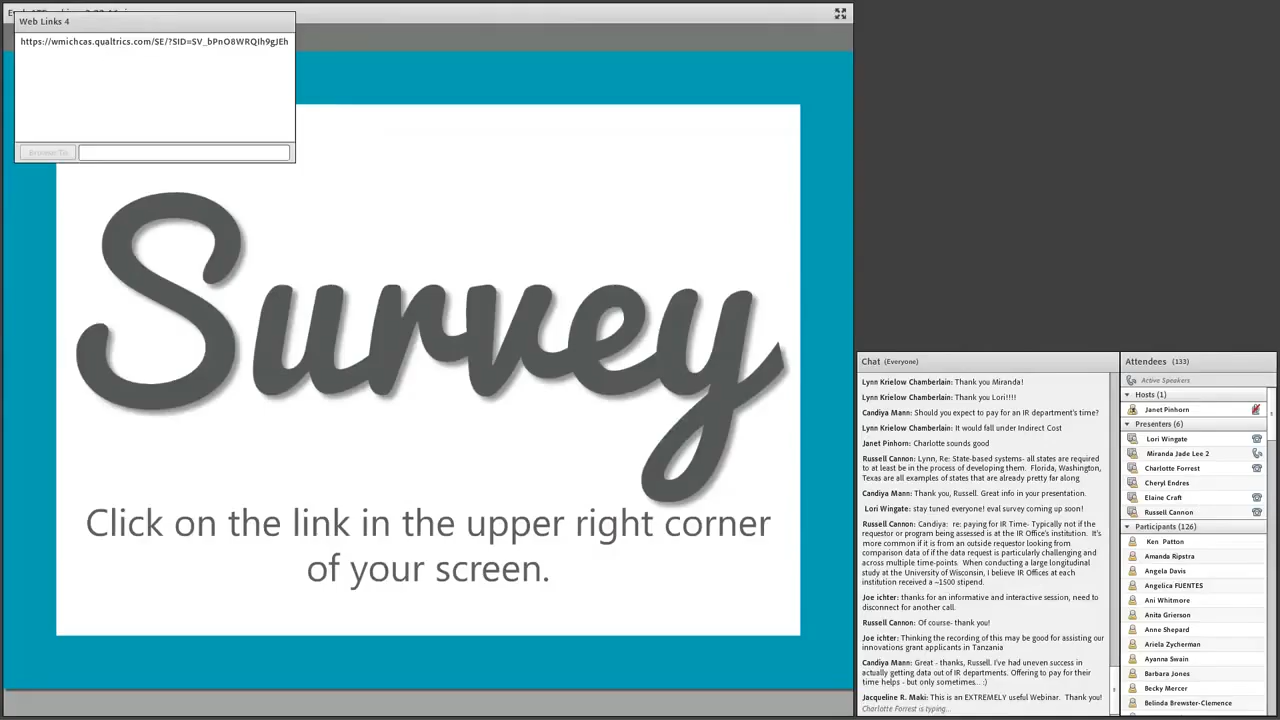 Web Links 4
https://wmichcas.qualtrics.com/SE/?SID=SV_bPnO8WRQIh9gJEh
Browse To
Survey
Click on the link in the upper right corner
of your screen.
Chat (Everyone)
Lynn Krielow Chamberlain: Thank you Miranda!
Lynn Krielow Chamberlain: Thank you Lori!!!!
Candiya Mann: Should you expect to pay for an IR department's time?
Lynn Krielow Chamberlain: It would fall under Indirect Cost
Janet Pinhorn: Charlotte sounds good
Russell Cannon: Lynn, Re: State-based systems- all states are required
to at least be in the process of developing them. Florida, Washington,
Texas are all examples of states that are already pretty far along
Candiya Mann: Thank you, Russell. Great info in your presentation.
Lori Wingate: stay tuned everyone! eval survey coming up soon!
Russell Cannon: Candiya: re: paying for IR Time- Typically not if the
requestor or program being assessed is at the IR Office's institution. It's
more common if it is from an outside requestor looking from
comparison data of if the data request is particularly challenging and
across multiple time-points. When conducting a large longitudinal
study at the University of Wisconsin, I believe IR Offices at each
institution received a ~1500 stipend.
Joe ichter: thanks for an informative and interactive session, need to
disconnect for another call.
Russell Cannon: Of course- thank you!
Joe ichter: Thinking the recording of this may be good for assisting our
innovations grant applicants in Tanzania
Candiya Mann: Great - thanks, Russell. I've had uneven success in
actually getting data out of IR departments. Offering to pay for their
time helps - but only sometimes... :)
Jacqueline R. Maki: This is an EXTREMELY useful Webinar. Thank you!
Charlotte Forrest is typing...
Attendees (133)
Active Speakers
Hosts (1)
Janet Pinhorn
Presenters (6)
Lori Wingate
Miranda Jade Lee 2
Charlotte Forrest
Cheryl Endres
Elaine Craft
Russell Cannon
Participants (126)
Ken Patton
Amanda Ripstra
Angela Davis
Angelica FUENTES
Ani Whitmore
Anita Grierson
Anne Shepard
Ariela Zycherman
Ayanna Swain
Barbara Jones
Becky Mercer
Belinda Brewster-Clemence